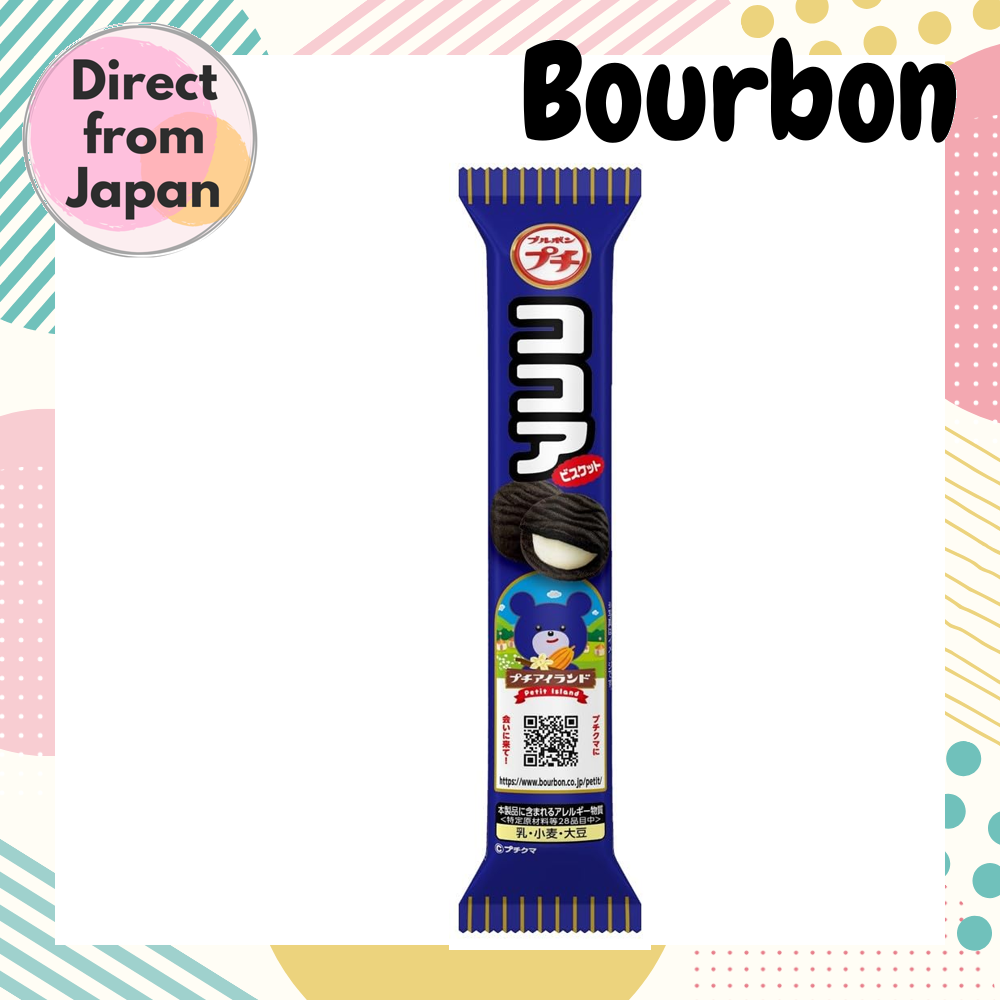 Direct
from
Japan
Bourbon
ブルボン
プチ
ココア
ビスケット
プチアイランド
Petit Island
プチクマに
会いに来て!
https://www.bourbon.co.jp/petit/
本製品に含まれるアレルギー物質
<特定原材料等28品目中>
乳・小麦・大豆
©プチクマ